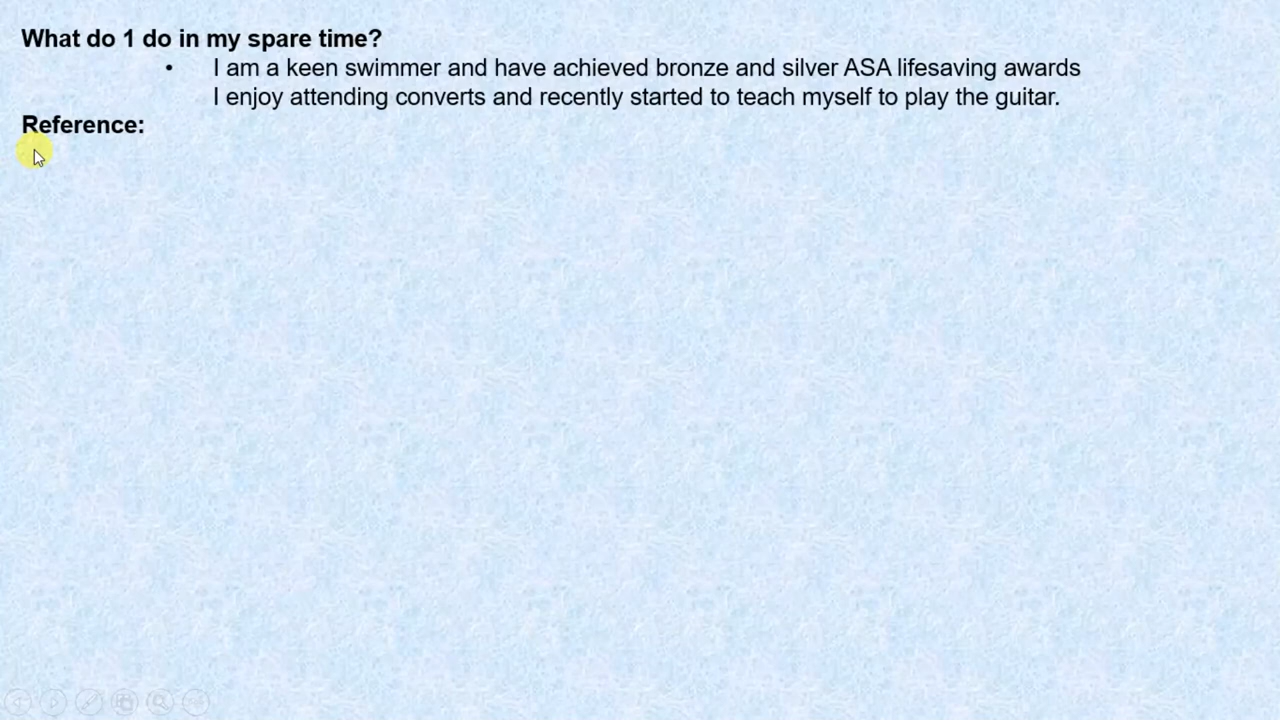 What do 1 do in my spare time?
• I am a keen swimmer and have achieved bronze and silver ASA lifesaving awards
I enjoy attending converts and recently started to teach myself to play the guitar.
Reference: